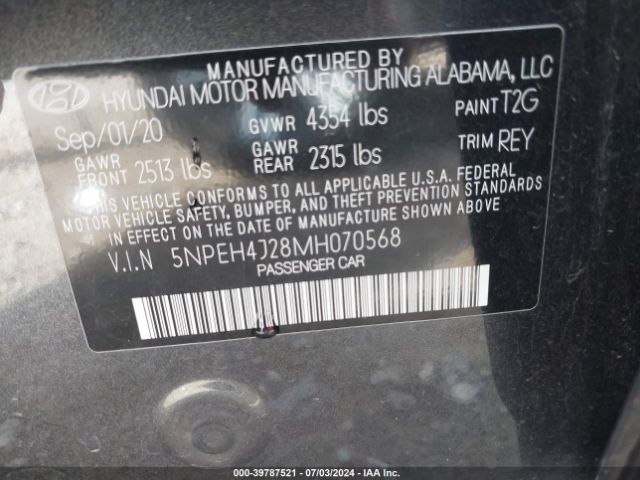 MANUFACTURED BY
HYUNDAI MOTOR MANUFACTURING ALABAMA, LLC
Sep/01/20 GVWR 4354 lbs PAINT T2G
GAWR FRONT 2513 lbs GAWR REAR 2315 lbs TRIM REY
THIS VEHICLE CONFORMS TO ALL APPLICABLE U.S.A. FEDERAL
MOTOR VEHICLE SAFETY, BUMPER, AND THEFT PREVENTION STANDARDS
IN EFFECT ON THE DATE OF MANUFACTURE SHOWN ABOVE.
V.I.N 5NPEH4J28MH070568
PASSENGER CAR
000-39787521 - 07/03/2024 - IAA Inc.